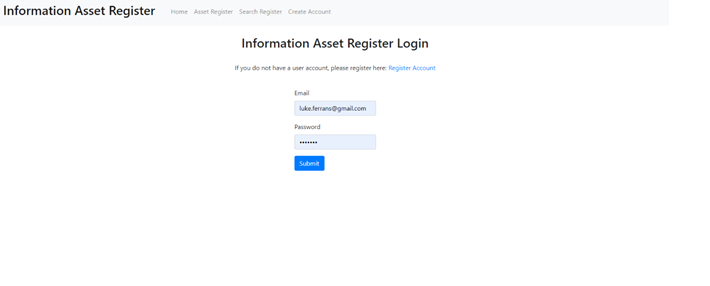 Information Asset Register Home Asset Register Search Register Create Account
Information Asset Register Login
If you do not have a user account, please register here: Register Account
Email
luke.ferrans@gmail.com
Password
•••••••
Submit